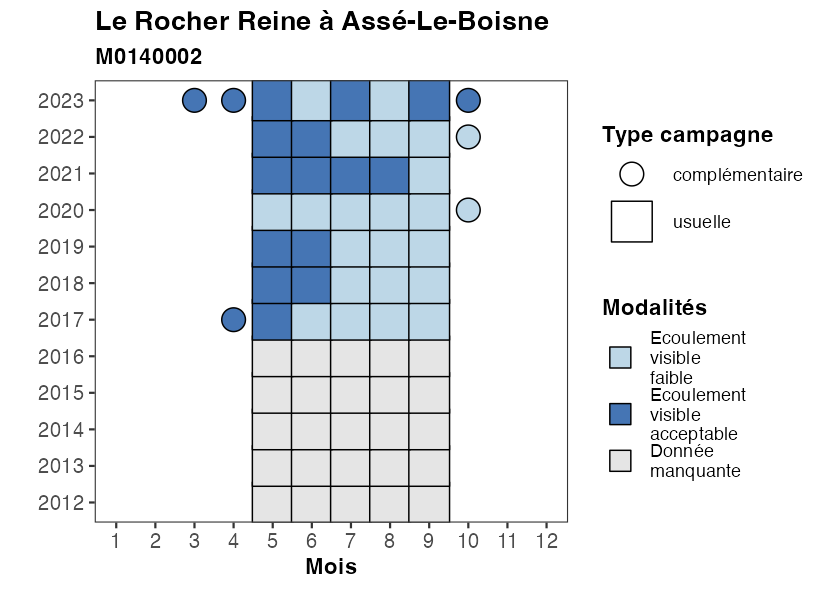 Le Rocher Reine à Assé-Le-Boisne
M0140002
2023
2022
2021
2020
2019
2018
2017
2016
2015
2014
2013
2012
1 2 3 4 5 6 7 8 9 10 11 12
Mois
Type campagne
complémentaire
usuelle
Modalités
Ecoulement
visible
faible
Ecoulement
visible
acceptable
Donnée
manquante